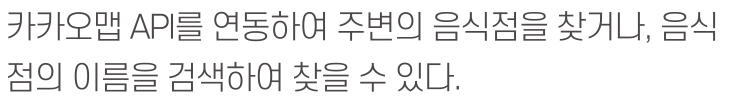 카카오맵 API를 연동하여 주변의 음식점을 찾거나, 음식
점의 이름을 검색하여 찾을 수 있다.